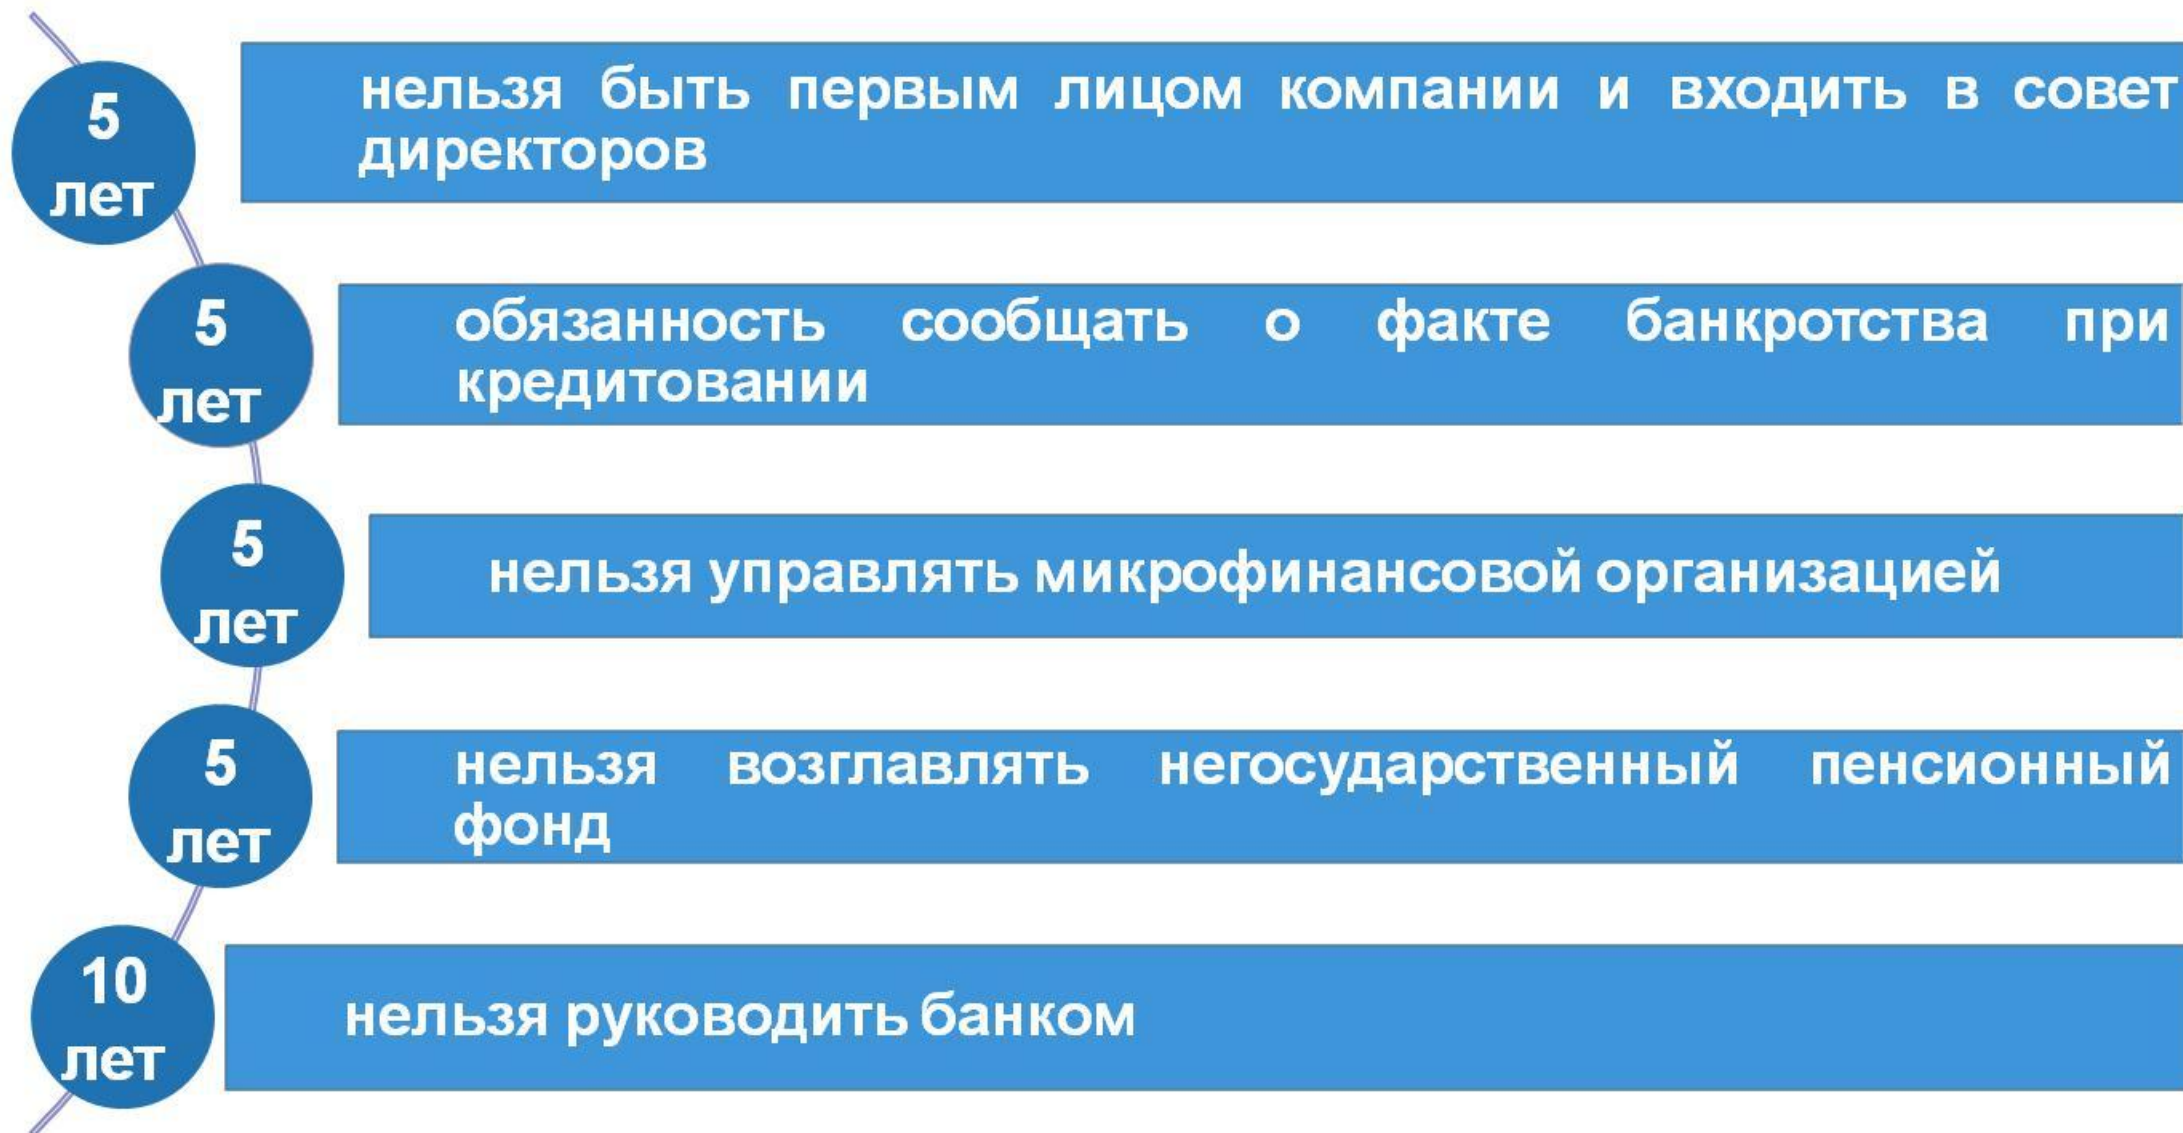 5
лет
нельзя быть первым лицом компании и входить в совет
директоров
5
лет
обязанность сообщать о факте банкротства при
кредитовании
5
лет
нельзя управлять микрофинансовой организацией
5
лет
нельзя возглавлять негосударственный пенсионный
фонд
10
лет
нельзя руководить банком